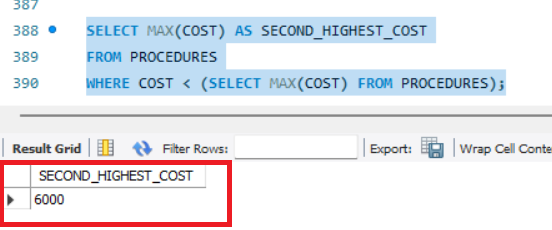 387
388 SELECT MAX(COST) AS SECOND_HIGHEST_COST
389 FROM PROCEDURES
390 WHERE COST < (SELECT MAX(COST) FROM PROCEDURES);
Result Grid Filter Rows: Export: Wrap Cell Conte
SECOND_HIGHEST_COST
6000